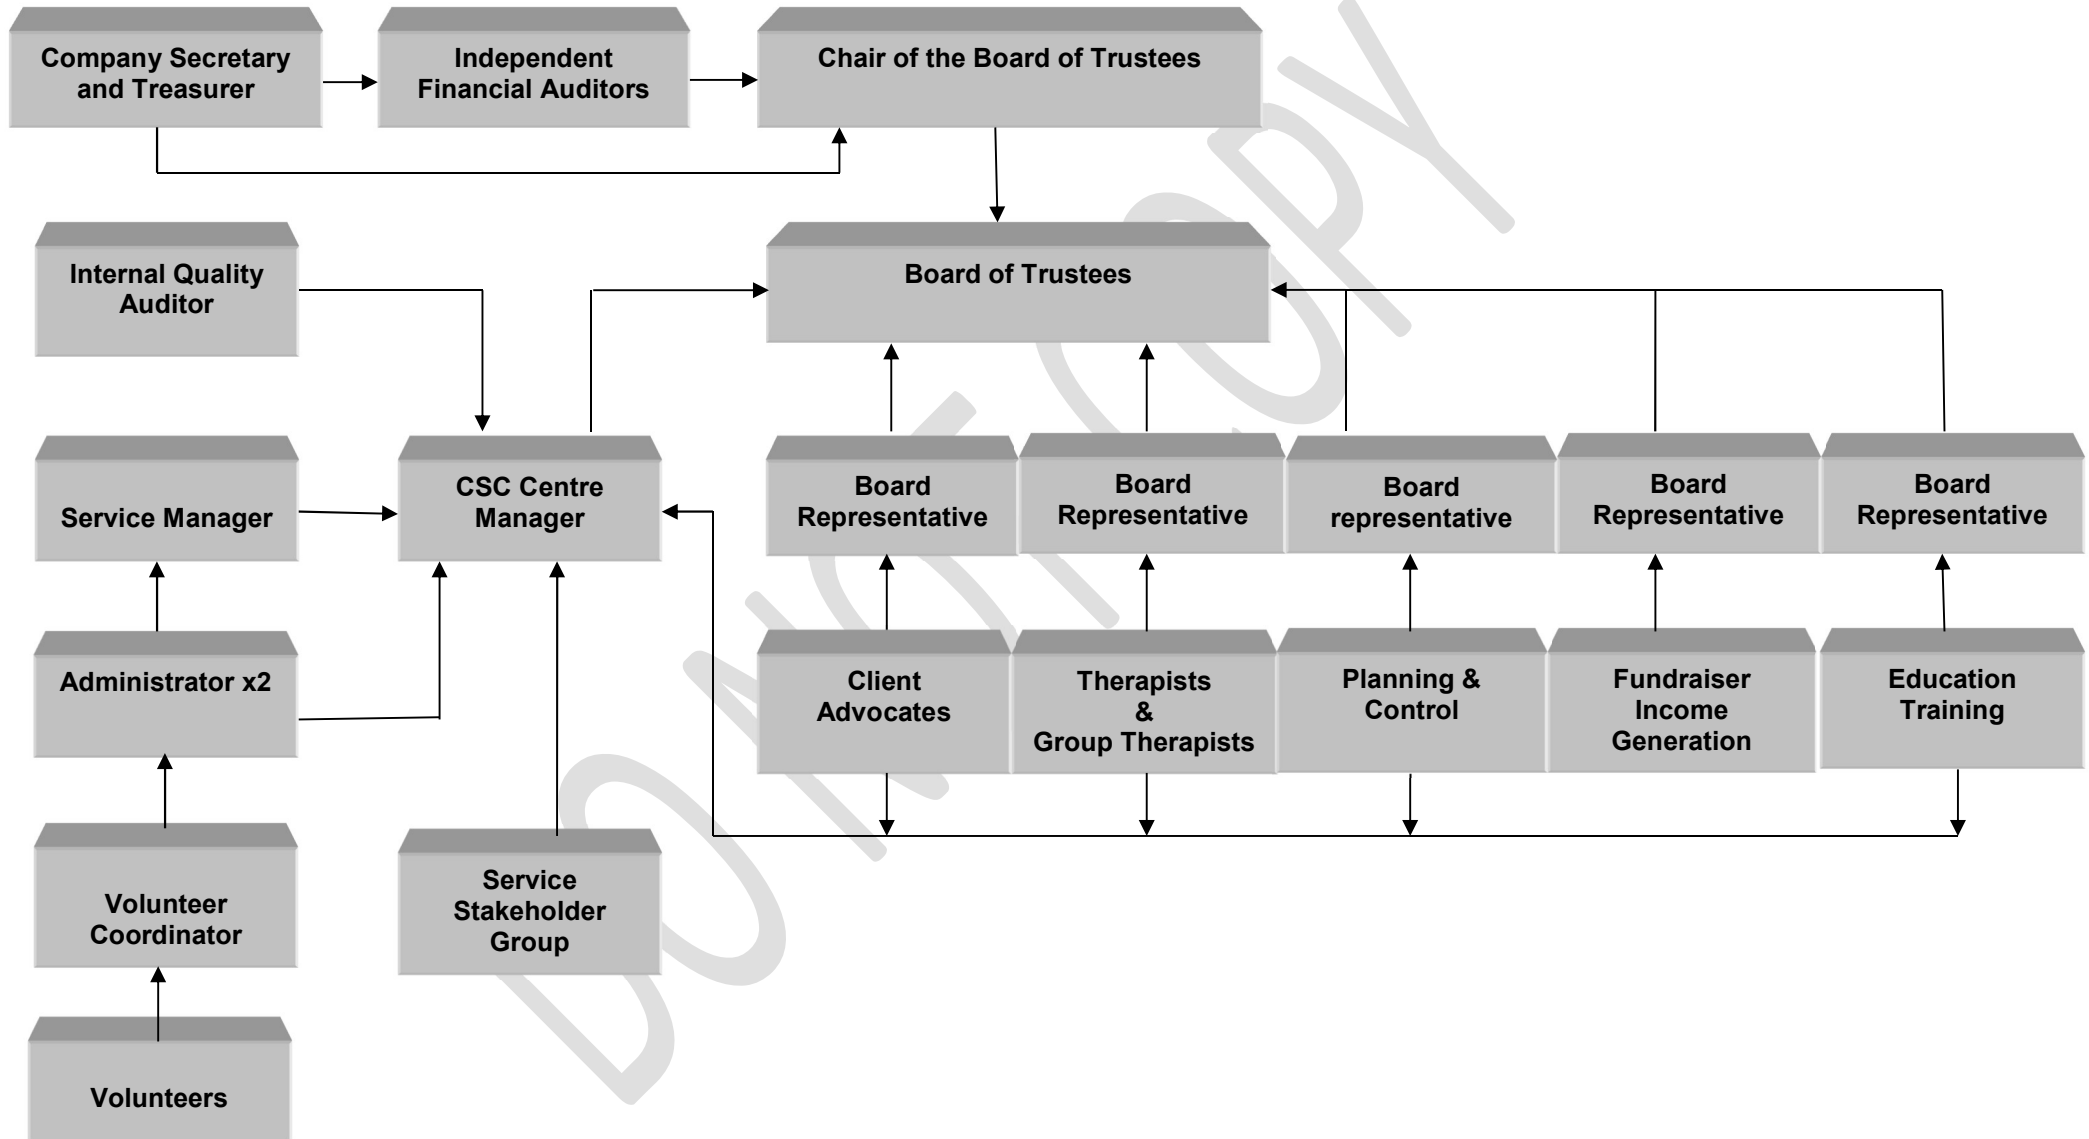 Company Secretary
and Treasurer
Independent
Financial Auditors
Chair of the Board of Trustees
Internal Quality
Auditor
Board of Trustees
Service Manager
CSC Centre
Manager
Board
Representative
Board
Representative
Board
representative
Board
Representative
Board
Representative
Administrator x2
Client
Advocates
Therapists
&
Group Therapists
Planning &
Control
Fundraiser
Income
Generation
Education
Training
Volunteer
Coordinator
Service
Stakeholder
Group
Volunteers
DO NOT COPY